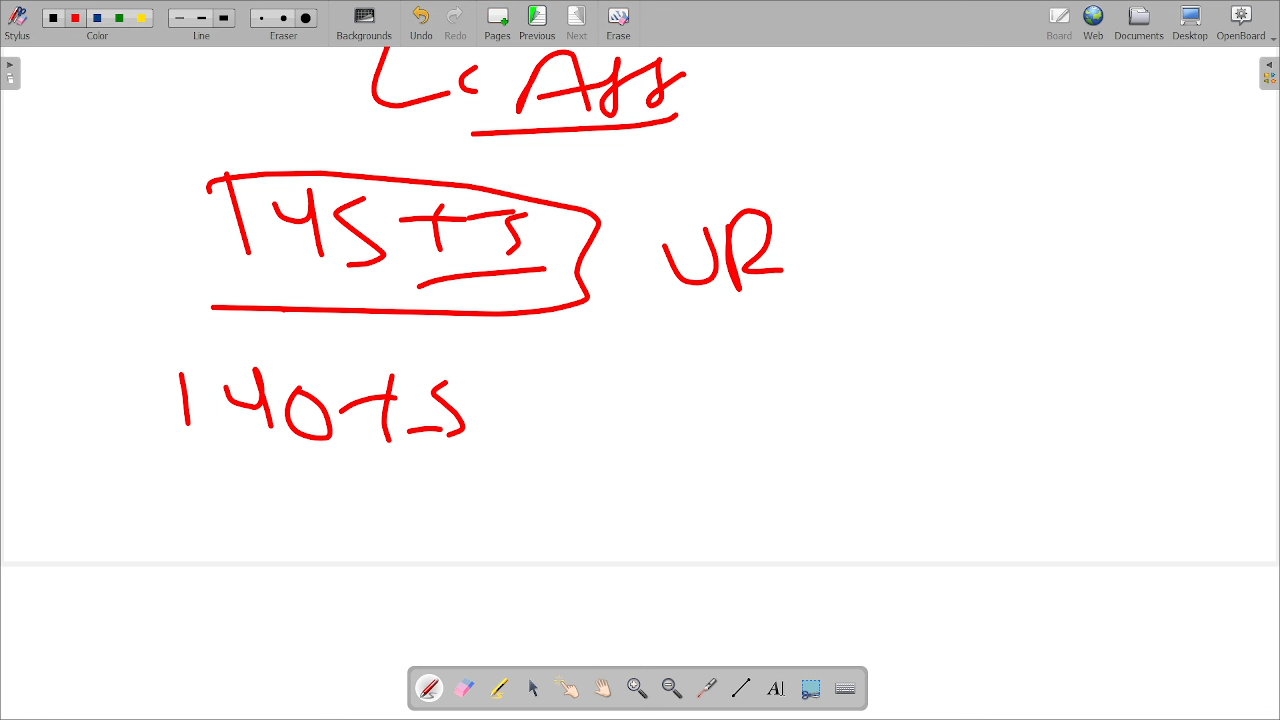 Stylus Color Line Eraser Backgrounds Undo Redo Pages Previous Next Erase Board Web Documents Desktop OpenBoard
145±5 UR
140±5